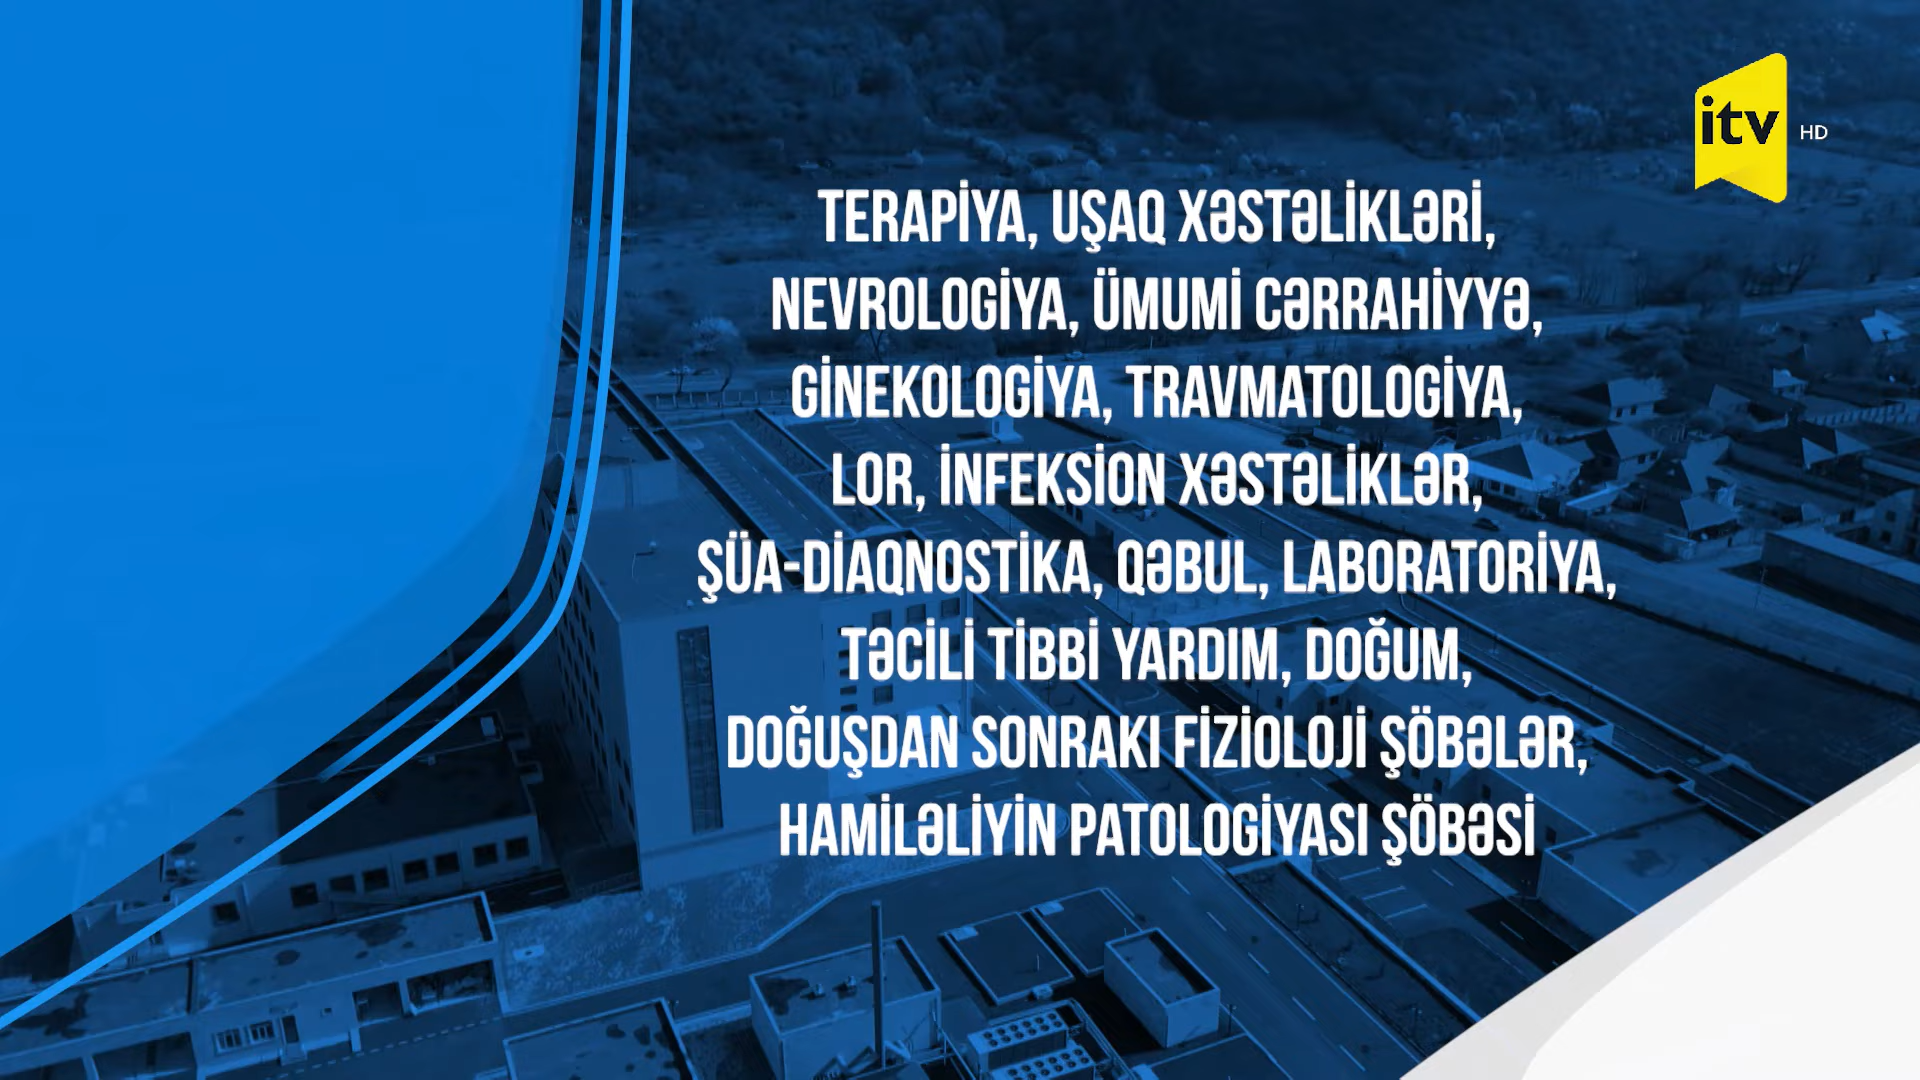 itv HD
TERAPİYA, UŞAQ XƏSTƏLİKLƏRİ,
NEVROLOGİYA, ÜMUMİ CƏRRAHİYYƏ,
GİNEKOLOGİYA, TRAVMATOLOGİYA,
LOR, İNFEKSİON XƏSTƏLİKLƏR,
ŞÜA-DİAQNOSTİKA, QƏBUL, LABORATORİYA,
TƏCİLİ TİBBİ YARDIM, DOĞUM,
DOĞUŞDAN SONRAKI FİZİOLOJİ ŞÖBƏLƏR,
HAMİLƏLİYİN PATOLOGİYASI ŞÖBƏSİ